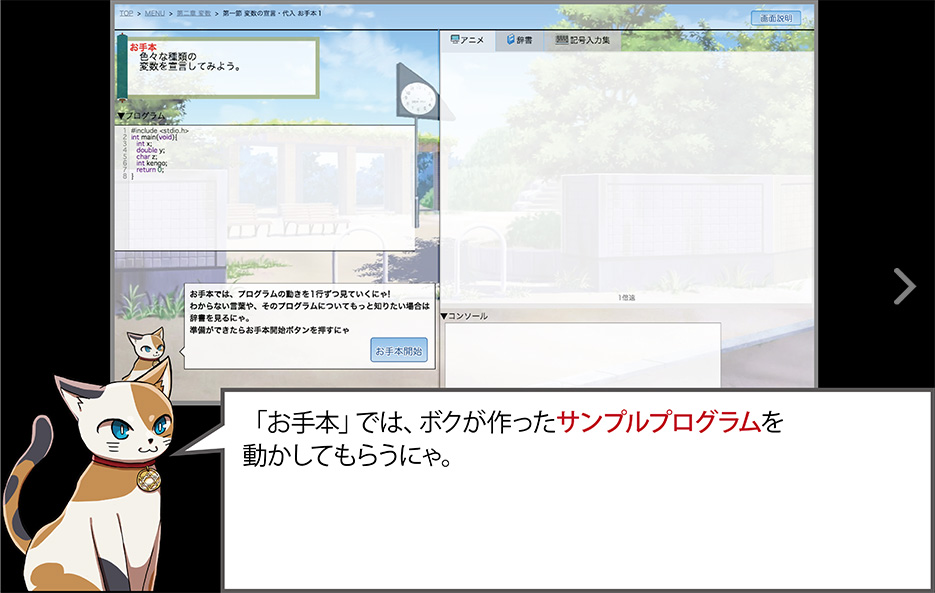 TOP > MENU > 第二章 変数 > 第一節 変数の宣言・代入 お手本1
画面説明
お手本
色々な種類の
変数を宣言してみよう。
アニメ
辞書
記号入力集
▼プログラム
1 #include <stdio.h>
2 int main(void){
3 int x;
4 double y;
5 char z;
6 int kengo;
7 return 0;
8 }
1倍速
お手本では、プログラムの動きを1行ずつ見ていくにゃ!
わからない言葉や、そのプログラムについてもっと知りたい場合は
辞書を見るにゃ。
準備ができたらお手本開始ボタンを押すにゃ
お手本開始
▼コンソール
「お手本」では、ボクが作ったサンプルプログラムを
動かしてもらうにゃ。